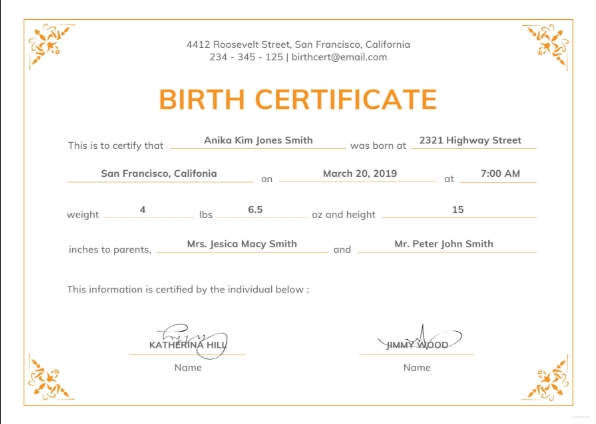 4412 Roosevelt Street, San Francisco, California
234 - 345 - 125 | birthcert@email.com
BIRTH CERTIFICATE
This is to certify that Anika Kim Jones Smith was born at 2321 Highway Street
San Francisco, Califonia on March 20, 2019 at 7:00 AM
weight 4 lbs 6.5 oz and height 15
inches to parents, Mrs. Jesica Macy Smith and Mr. Peter John Smith
This information is certified by the individual below :
KATHERINA HILL JIMMY WOOD
Name Name